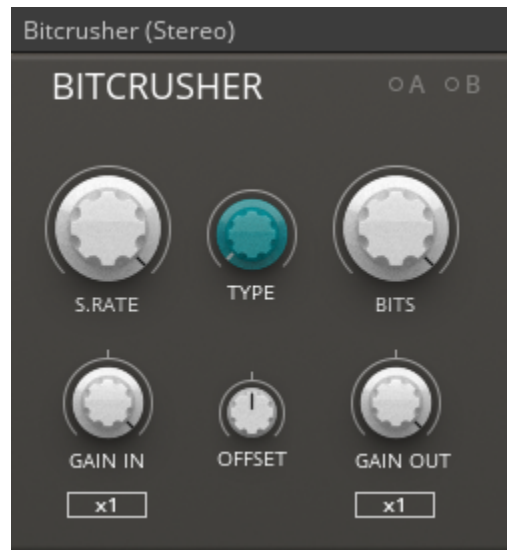 Bitcrusher (Stereo)
BITCRUSHER A B
S.RATE TYPE BITS
GAIN IN OFFSET GAIN OUT
x1 x1